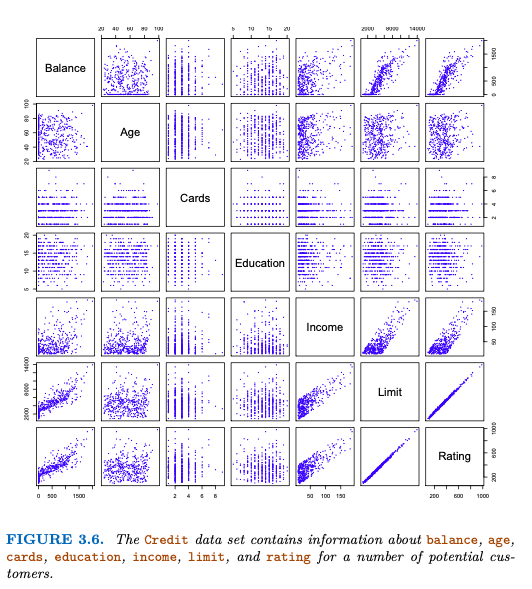 20 40 60 80 100
5 10 15 20
2000 8000 14000
Balance
0 500 1500
Age
20 40 60 80 100
Cards
2 4 6 8
Education
5 10 15 20
Income
50 100 150
Limit
2000 8000 14000
Rating
200 600 1000
0 500 1500
2 4 6 8
50 100 150
200 600 1000
FIGURE 3.6. The Credit data set contains information about balance, age,
cards, education, income, limit, and rating for a number of potential cus-
tomers.